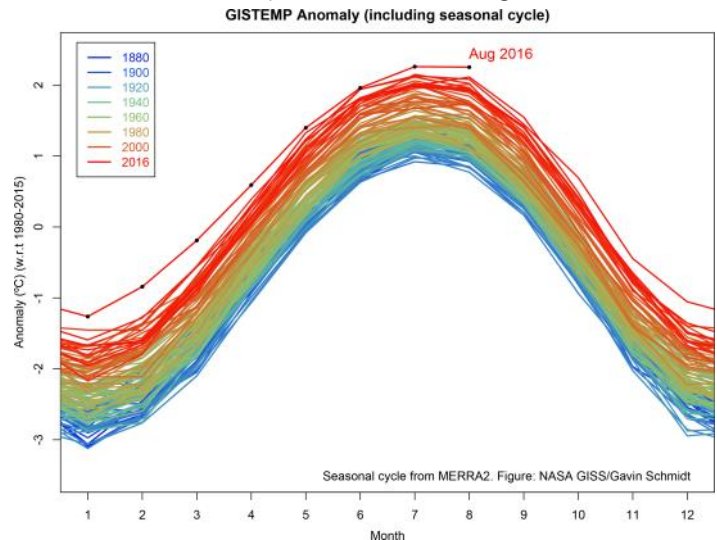 GISTEMP Anomaly (including seasonal cycle)
Aug 2016
1880
1900
1920
1940
1960
1980
2000
2016
Anomaly (ºC) (w.r.t 1980-2015)
2
1
0
-1
-2
-3
Seasonal cycle from MERRA2. Figure: NASA GISS/Gavin Schmidt
1 2 3 4 5 6 7 8 9 10 11 12
Month